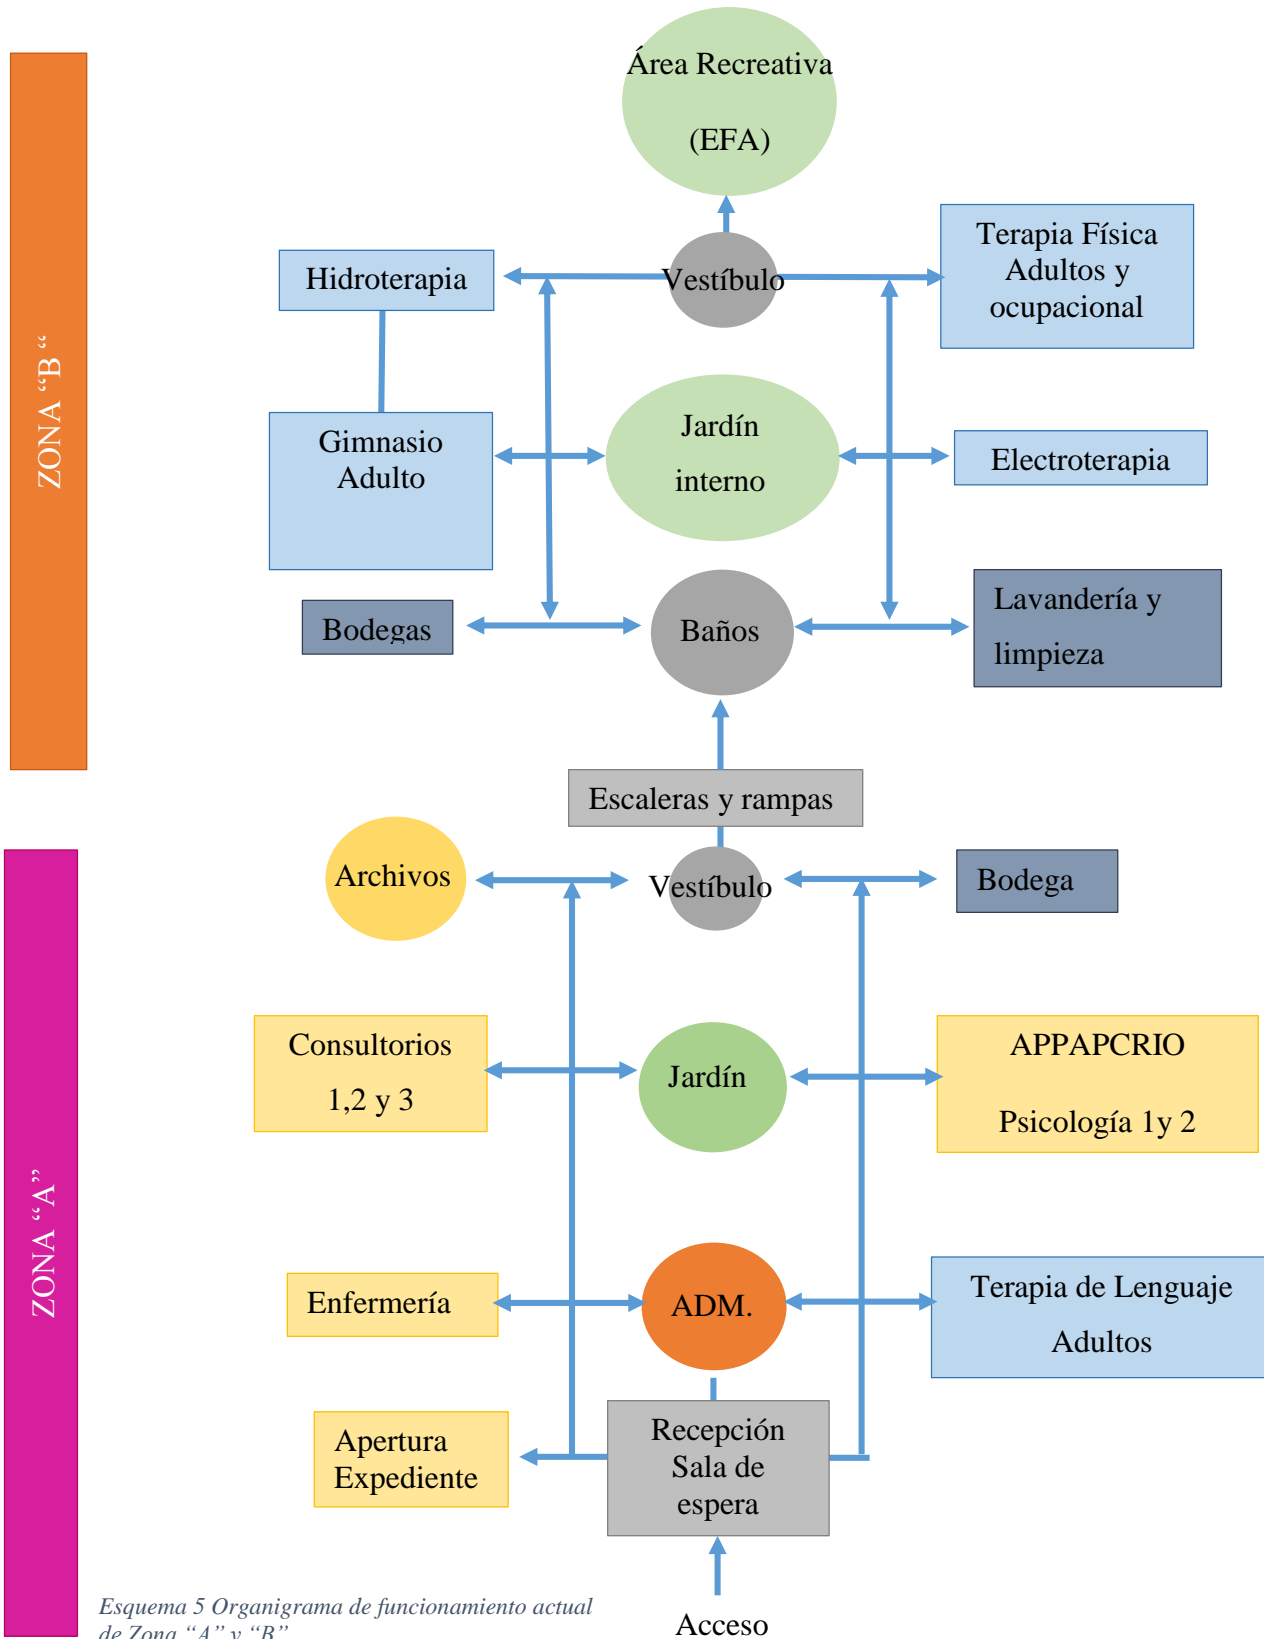 Área Recreativa
(EFA)
Hidroterapia
Vestíbulo
Terapia Física
Adultos y
ocupacional
ZONA “B “
Gimnasio
Adulto
Jardín
interno
Electroterapia
Bodegas
Baños
Lavandería y
limpieza
Escaleras y rampas
Archivos
Vestíbulo
Bodega
ZONA “A”
Consultorios
1,2 y 3
Jardín
APPAPCRIO
Psicología 1y 2
Enfermería
ADM.
Terapia de Lenguaje
Adultos
Apertura
Expediente
Recepción
Sala de
espera
Acceso
Esquema 5 Organigrama de funcionamiento actual
de Zona “A” y “B”